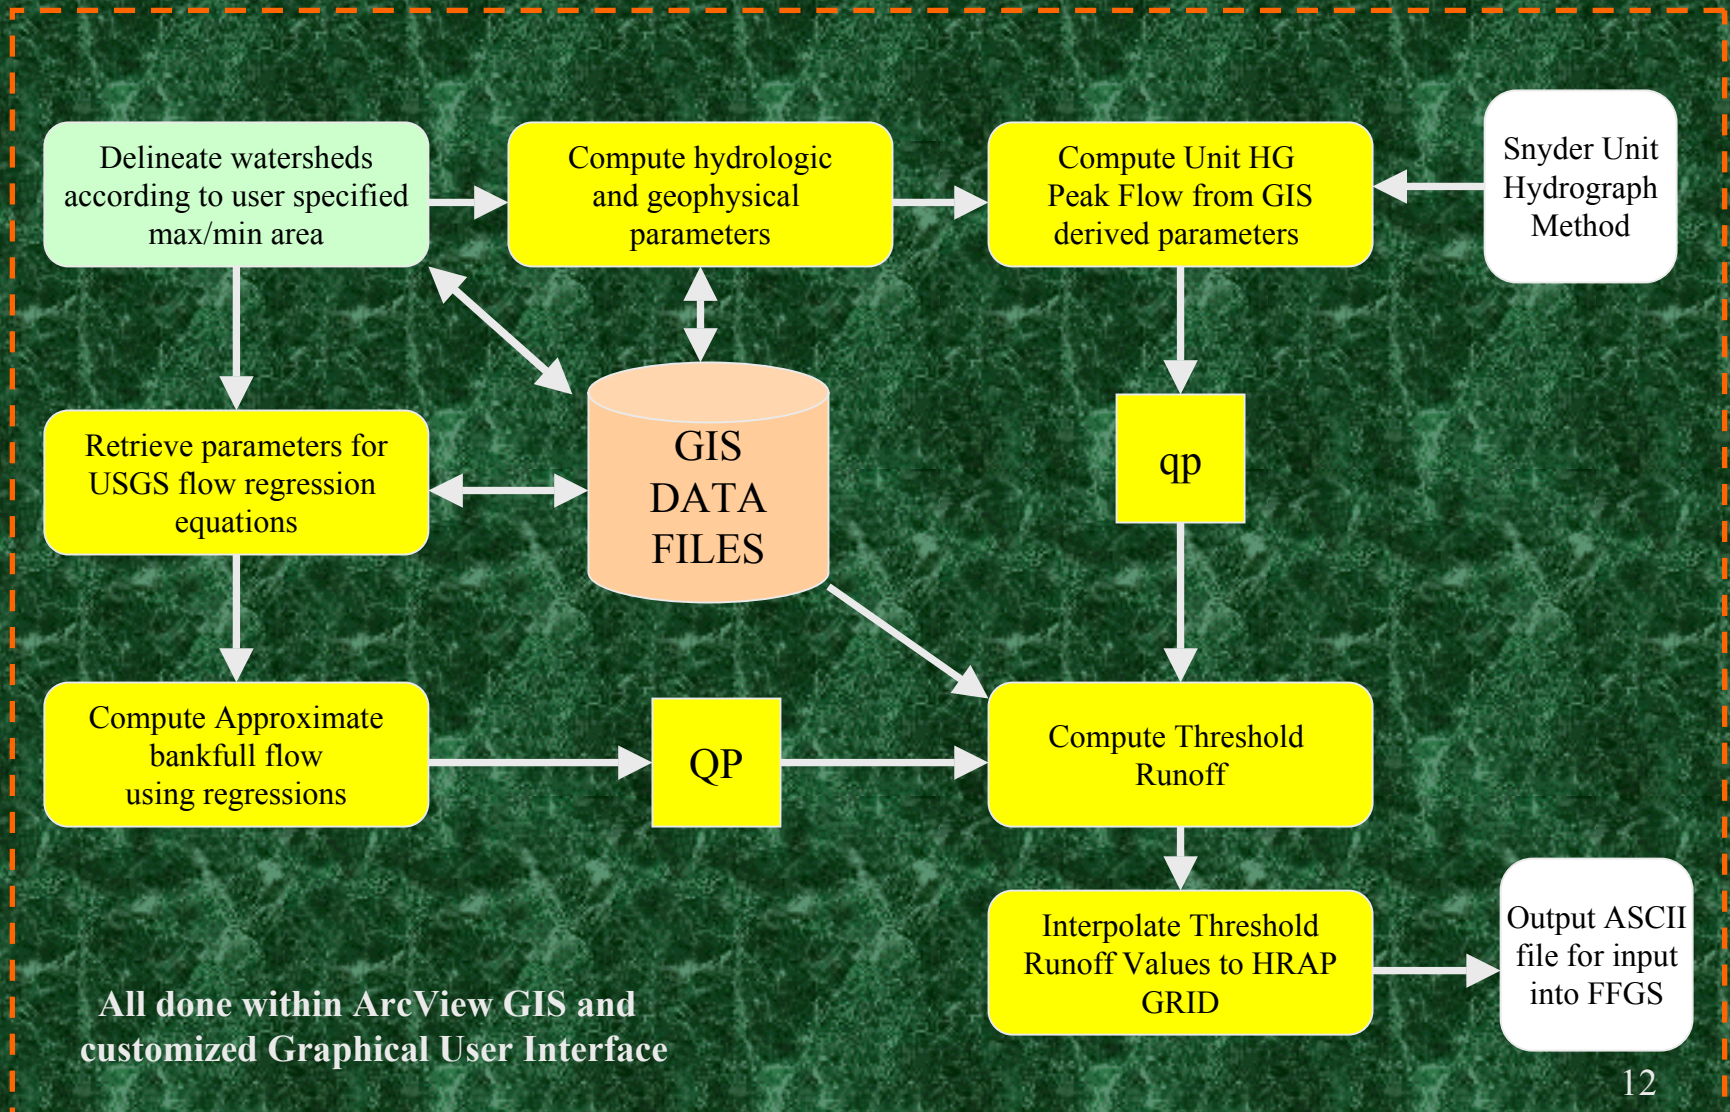 Delineate watersheds
according to user specified
max/min area
Compute hydrologic
and geophysical
parameters
Compute Unit HG
Peak Flow from GIS
derived parameters
Snyder Unit
Hydrograph
Method
Retrieve parameters for
USGS flow regression
equations
GIS
DATA
FILES
qp
Compute Approximate
bankfull flow
using regressions
QP
Compute Threshold
Runoff
Interpolate Threshold
Runoff Values to HRAP
GRID
Output ASCII
file for input
into FFGS
All done within ArcView GIS and
customized Graphical User Interface
12